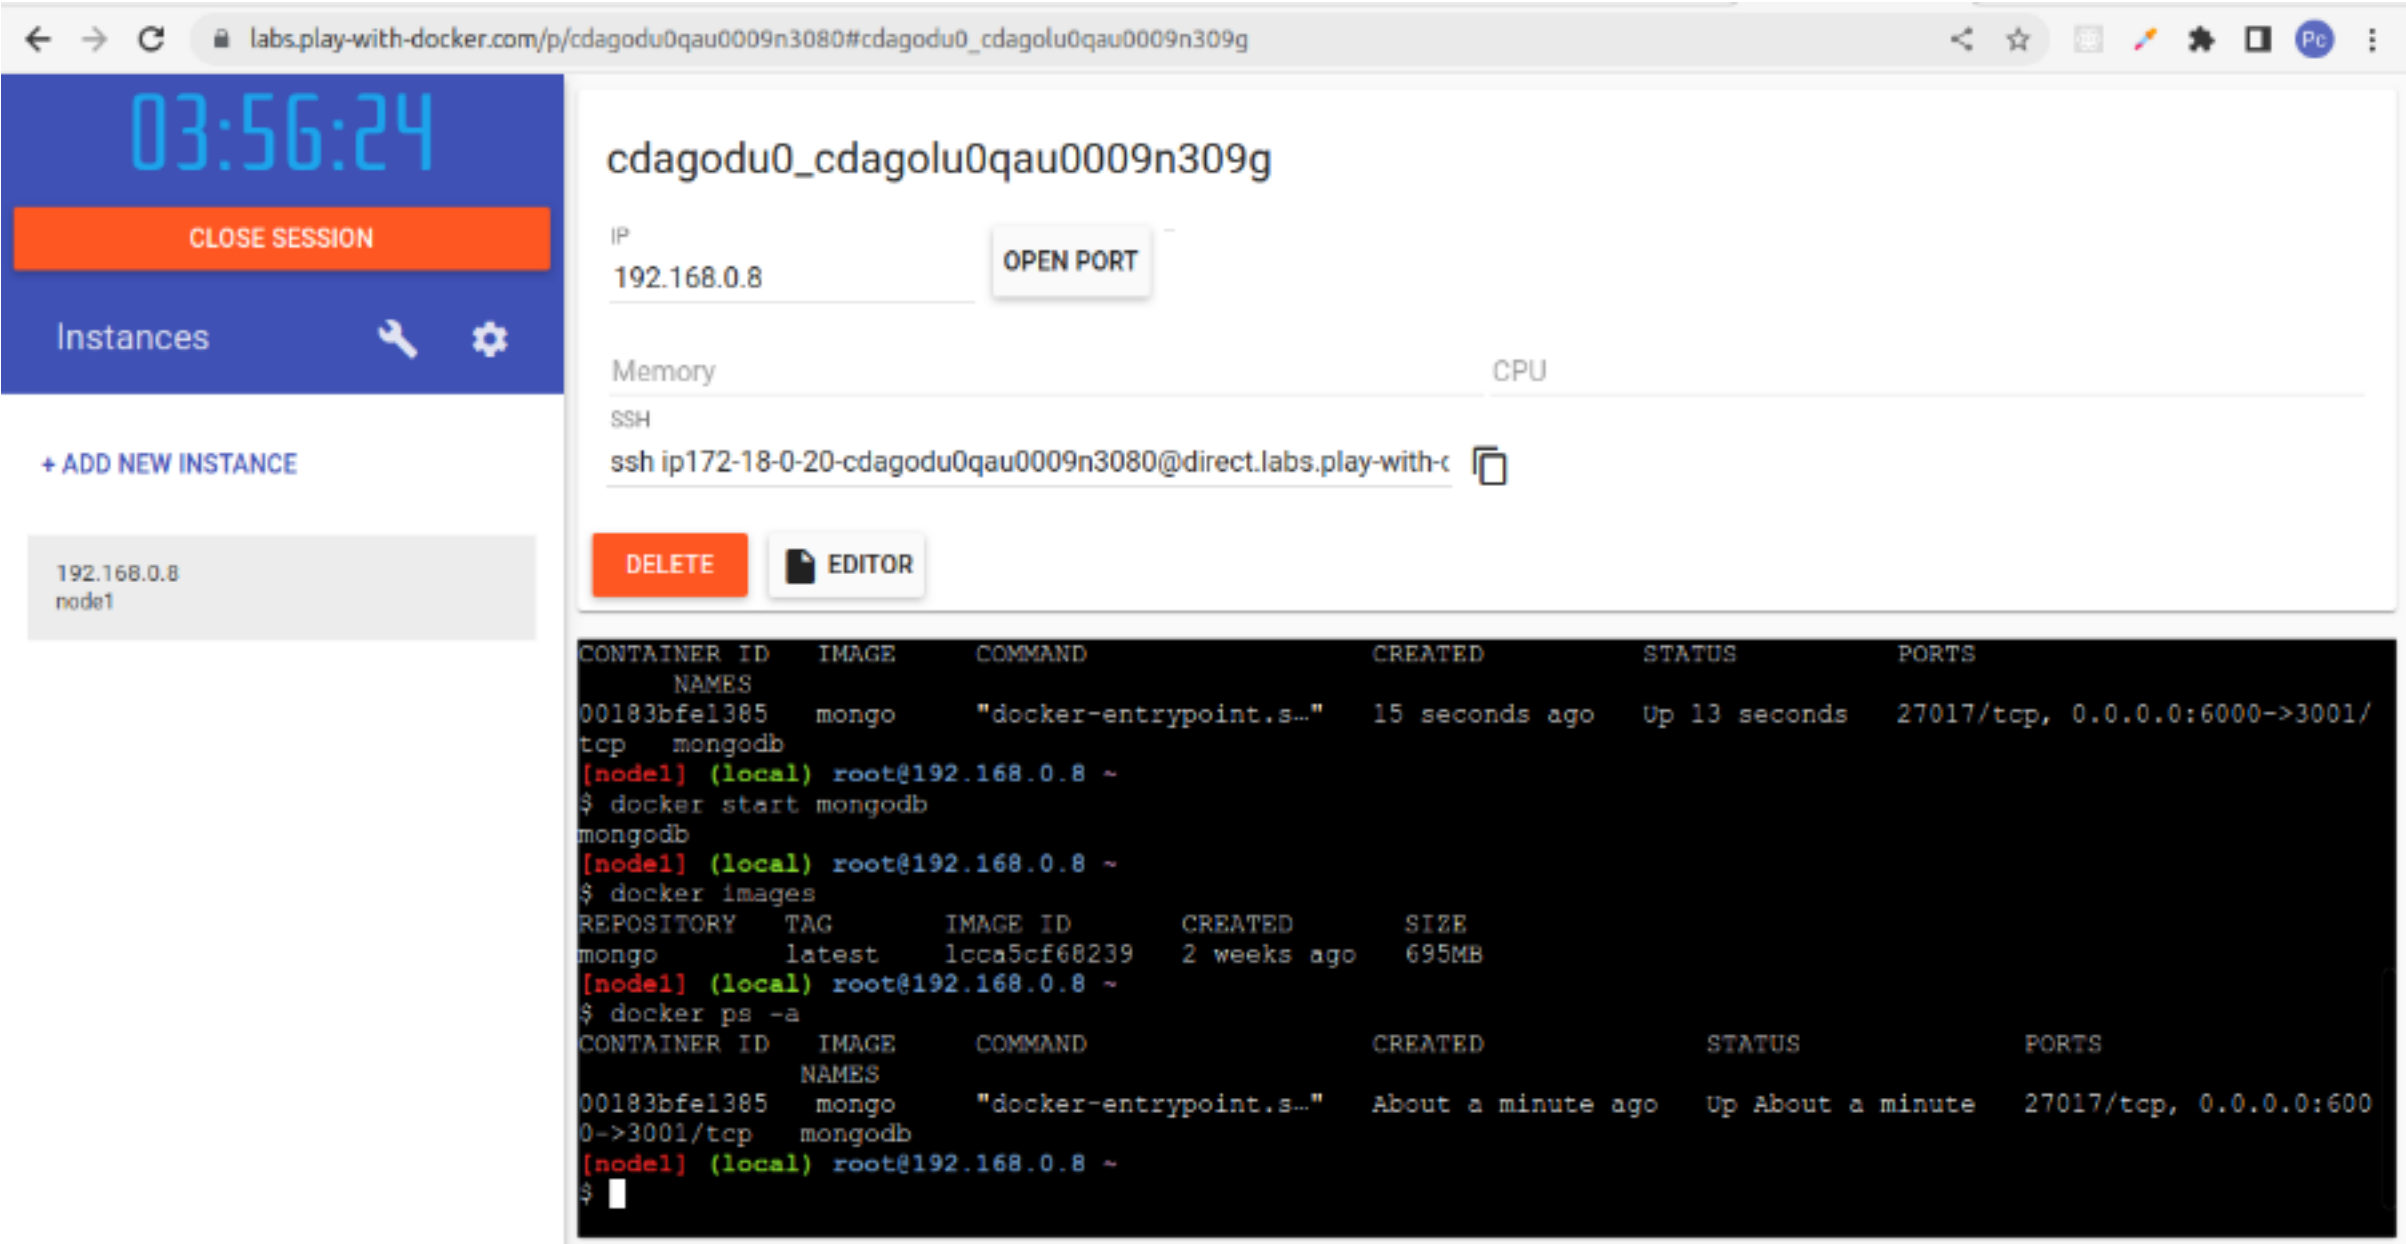 labs.play-with-docker.com/p/cdagodu0qau0009n3080#cdagodu0_cdagolu0qau0009n309g
Pc
03:56:24
CLOSE SESSION
Instances
+ ADD NEW INSTANCE
192.168.0.8
node1
cdagodu0_cdagolu0qau0009n309g
IP
192.168.0.8
OPEN PORT
Memory
CPU
SSH
ssh ip172-18-0-20-cdagodu0qau0009n3080@direct.labs.play-with-c
DELETE
EDITOR
CONTAINER ID IMAGE COMMAND CREATED STATUS PORTS
NAMES
00183bfe1385 mongo "docker-entrypoint.s…" 15 seconds ago Up 13 seconds 27017/tcp, 0.0.0.0:6000->3001/
tcp mongodb
[node1] (local) root@192.168.0.8 ~
$ docker start mongodb
mongodb
[node1] (local) root@192.168.0.8 ~
$ docker images
REPOSITORY TAG IMAGE ID CREATED SIZE
mongo latest 1cca5cf68239 2 weeks ago 695MB
[node1] (local) root@192.168.0.8 ~
$ docker ps -a
CONTAINER ID IMAGE COMMAND CREATED STATUS PORTS
NAMES
00183bfe1385 mongo "docker-entrypoint.s…" About a minute ago Up About a minute 27017/tcp, 0.0.0.0:600
0->3001/tcp mongodb
[node1] (local) root@192.168.0.8 ~
$